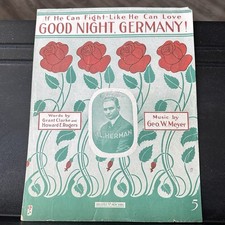 If He Can Fight Like He Can Love
GOOD NIGHT, GERMANY!
Words by
Grant Clarke and
Howard E. Rogers
Music by
Geo. W. Meyer
HERMAN
5